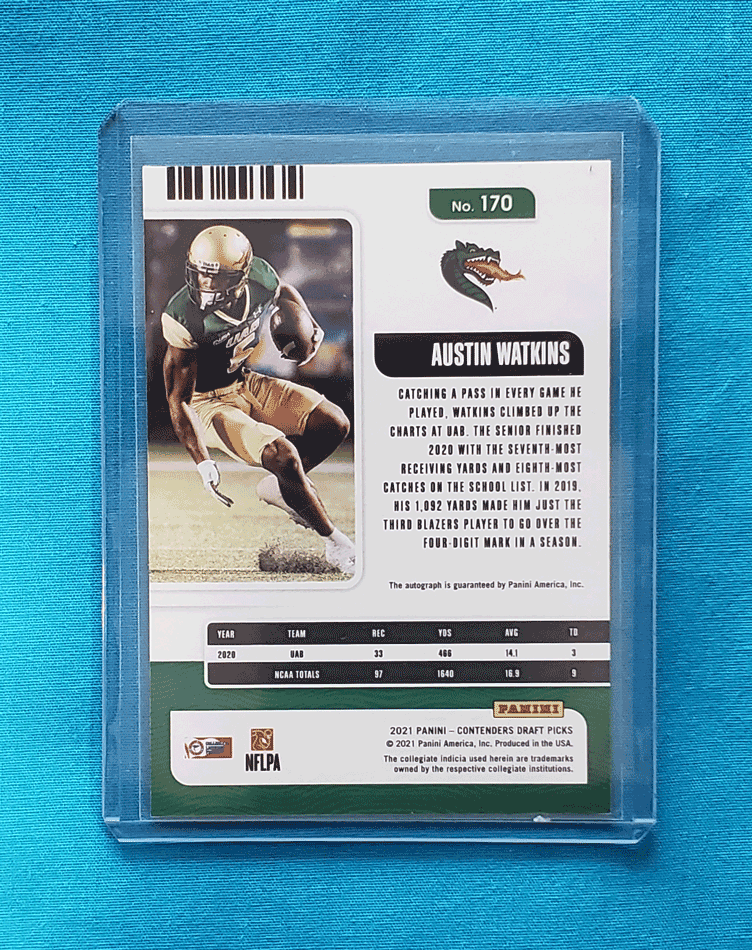 No. 170
UAB
AUSTIN WATKINS
CATCHING A PASS IN EVERY GAME HE
PLAYED, WATKINS CLIMBED UP THE
CHARTS AT UAB. THE SENIOR FINISHED
2020 WITH THE SEVENTH-MOST
RECEIVING YARDS AND EIGHTH-MOST
CATCHES ON THE SCHOOL LIST. IN 2019,
HIS 1,092 YARDS MADE HIM JUST THE
THIRD BLAZERS PLAYER TO GO OVER THE
FOUR-DIGIT MARK IN A SEASON.
The autograph is guaranteed by Panini America, Inc.
YEAR TEAM REC YDS AVG TD
2020 UAB 33 466 14.1 3
NCAA TOTALS 97 1640 16.9 9
PANINI
2021 PANINI – CONTENDERS DRAFT PICKS
© 2021 Panini America, Inc. Produced in the USA.
The collegiate indicia used herein are trademarks
owned by the respective collegiate institutions.
NFLPA